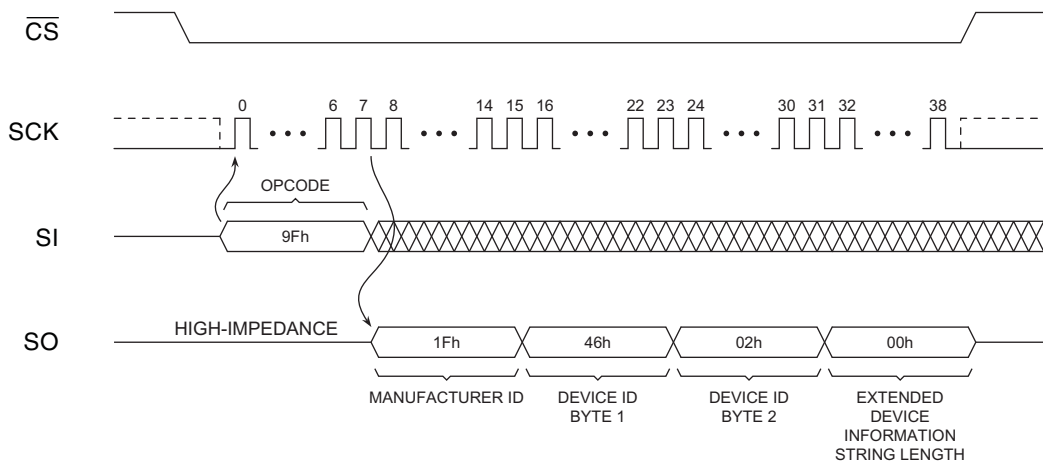 CS
0 6 7 8 14 15 16 22 23 24 30 31 32 38
SCK
OPCODE
SI
9Fh
HIGH-IMPEDANCE
SO
1Fh 46h 02h 00h
MANUFACTURER ID
DEVICE ID
BYTE 1
DEVICE ID
BYTE 2
EXTENDED
DEVICE
INFORMATION
STRING LENGTH